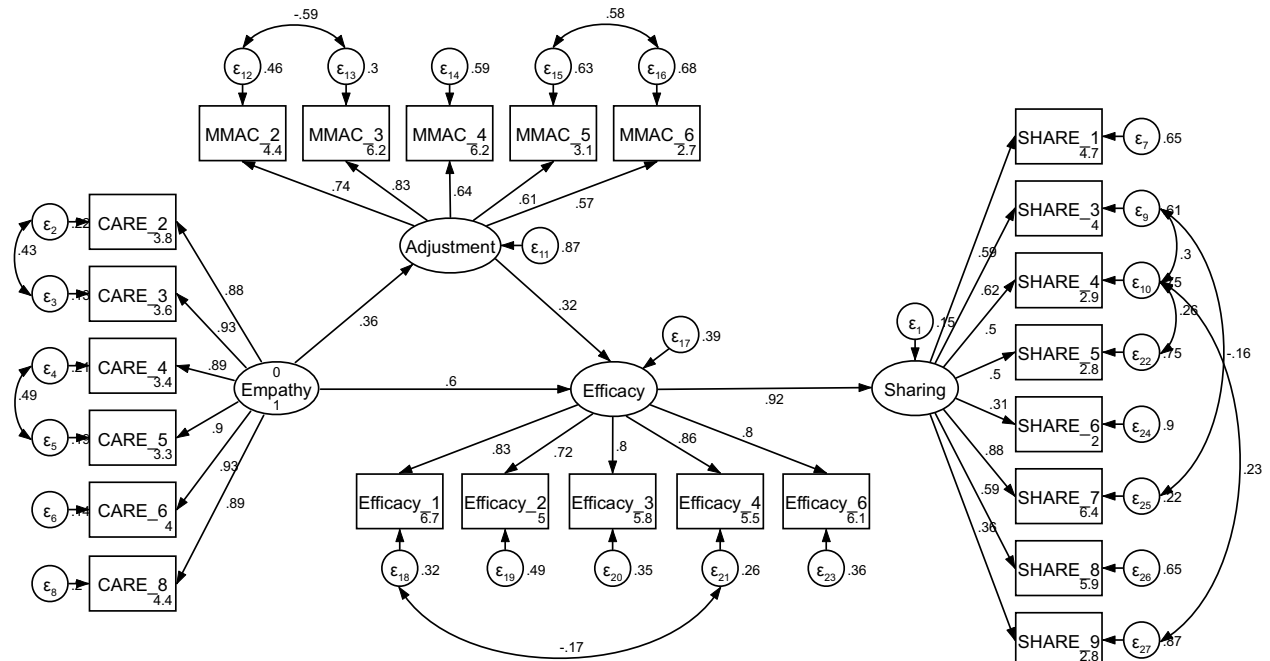 -.59
.58
ε12 .46
ε13 .3
ε14 .59
ε15 .63
ε16 .68
MMAC_2
4.4
MMAC_3
6.2
MMAC_4
6.2
MMAC_5
3.1
MMAC_6
2.7
.74
.83
.64
.61
.57
Adjustment
ε11 .87
ε2
.43
ε3
CARE_2
3.8
CARE_3
3.6
ε4
.49
ε5
CARE_4
3.4
CARE_5
3.3
ε6
CARE_6
4
ε8 .2
CARE_8
4.4
.88
.93
.89
.9
.93
.89
0
Empathy
1
.36
.32
.6
ε17 .39
Efficacy
.92
.83
.72
.8
.86
.8
Efficacy_1
6.7
Efficacy_2
5
Efficacy_3
5.8
Efficacy_4
5.5
Efficacy_6
6.1
ε18 .32
ε19 .49
ε20 .35
ε21 .26
ε23 .36
-.17
ε1 .15
Sharing
.59
.62
.5
.5
.31
.88
.59
.36
SHARE_1
4.7
ε7 .65
SHARE_3
4
ε9 .61
.3
SHARE_4
2.9
ε10
.26
SHARE_5
2.8
ε22 .75
-.16
SHARE_6
2
ε24 .9
.23
SHARE_7
6.4
ε25 .22
SHARE_8
5.9
ε26 .65
SHARE_9
2.8
ε27 .87